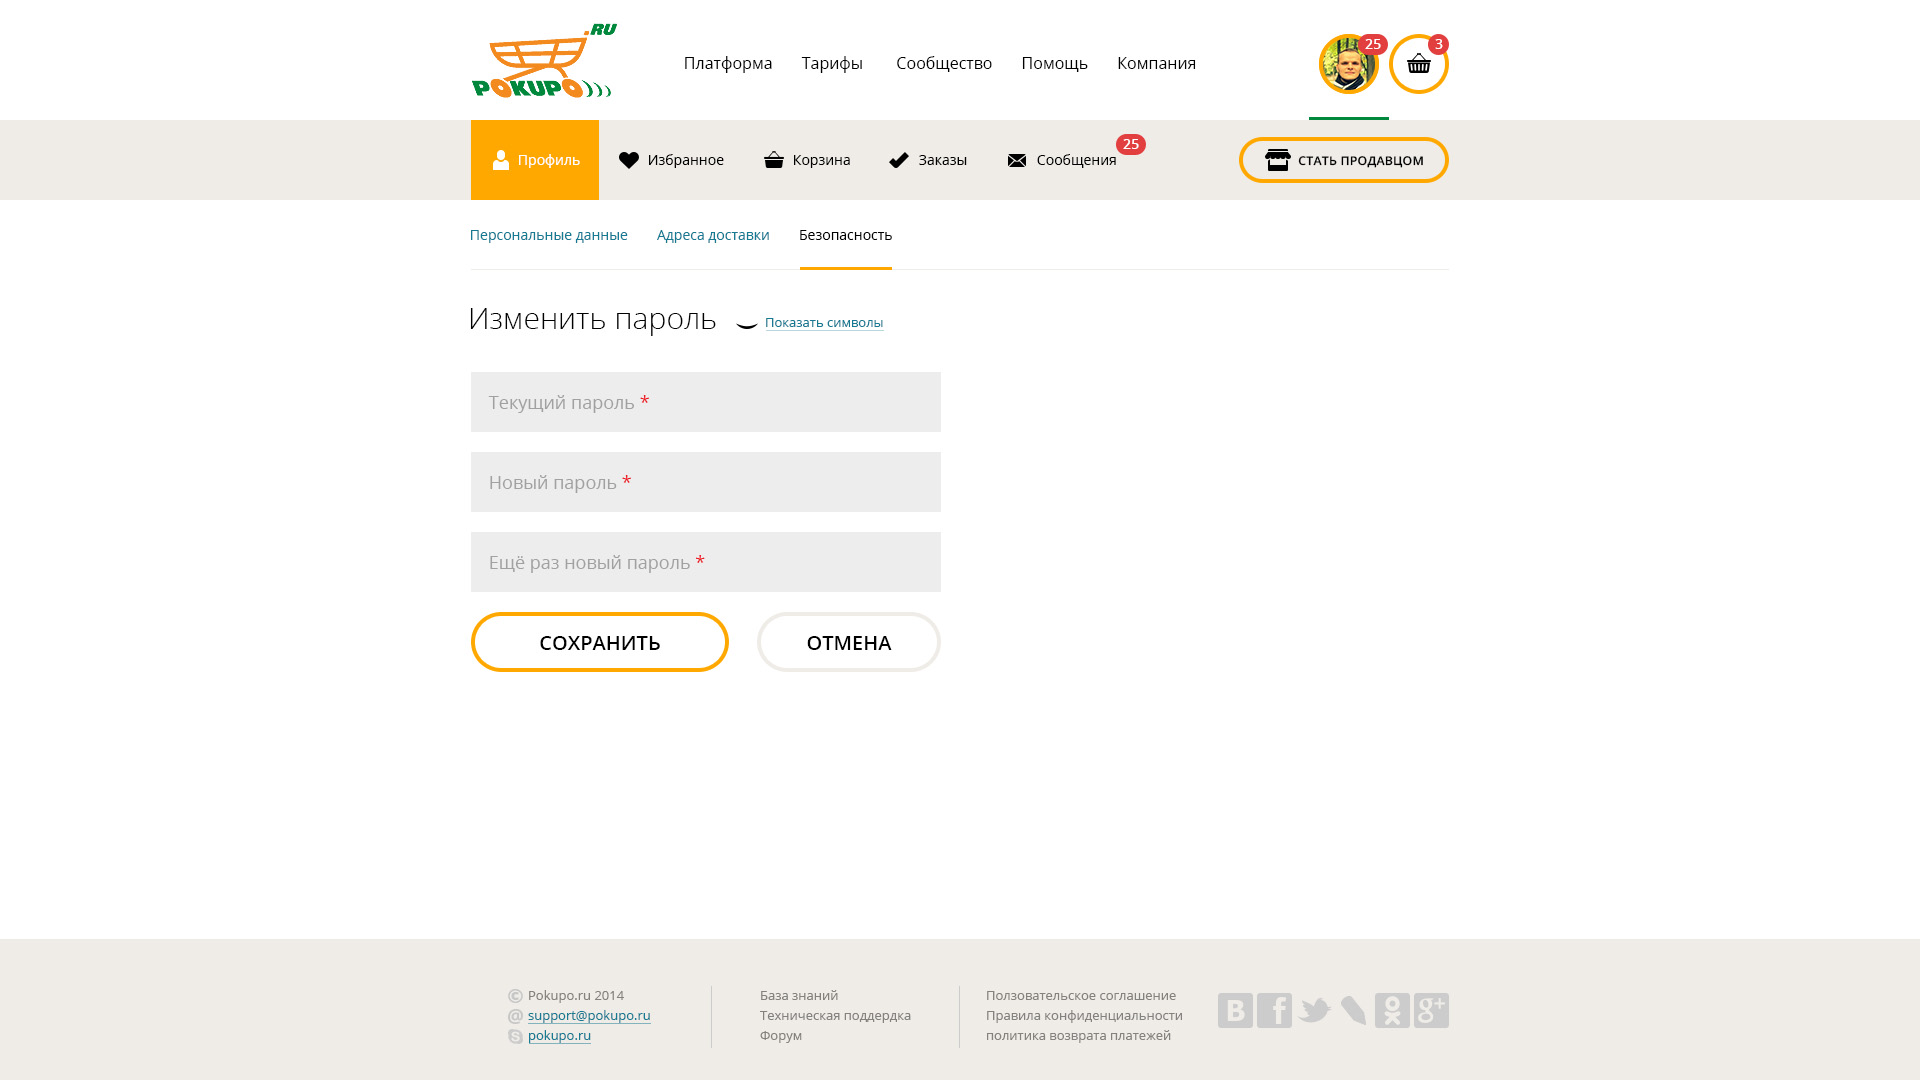 .RU
POKUPO
Платформа Тарифы Сообщество Помощь Компания
25 3
Профиль Избранное Корзина Заказы Сообщения 25 СТАТЬ ПРОДАВЦОМ
Персональные данные Адреса доставки Безопасность
Изменить пароль Показать символы
Текущий пароль *
Новый пароль *
Ещё раз новый пароль *
СОХРАНИТЬ ОТМЕНА
© Pokupo.ru 2014
@ support@pokupo.ru
pokupo.ru
База знаний
Техническая поддердка
Форум
Ползовательское соглашение
Правила конфиденциальности
политика возврата платежей